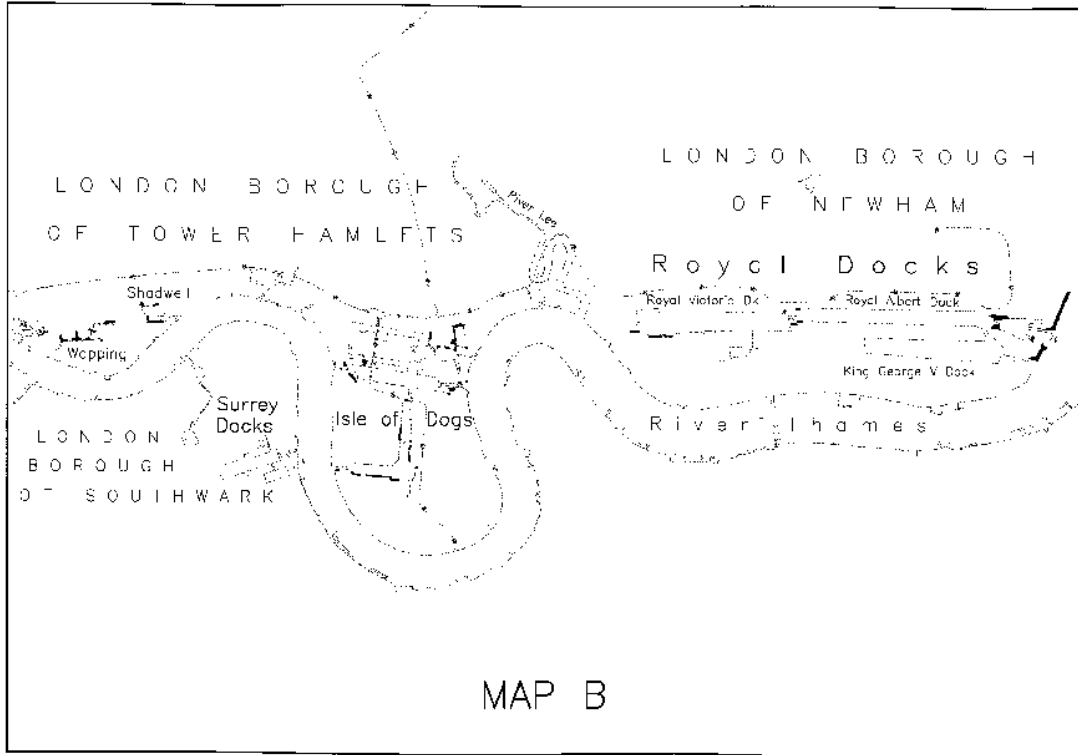 LONDON BOROUGH
OF TOWER HAMLETS
River Lea
LONDON BOROUGH
OF NEWHAM
Royal Docks
Shadwell
Royal Victoria Dk
Royal Albert Dock
Wapping
King George V Dock
Surrey
Docks
Isle of Dogs
River Thames
LONDON
BOROUGH
OF SOUTHWARK
MAP B